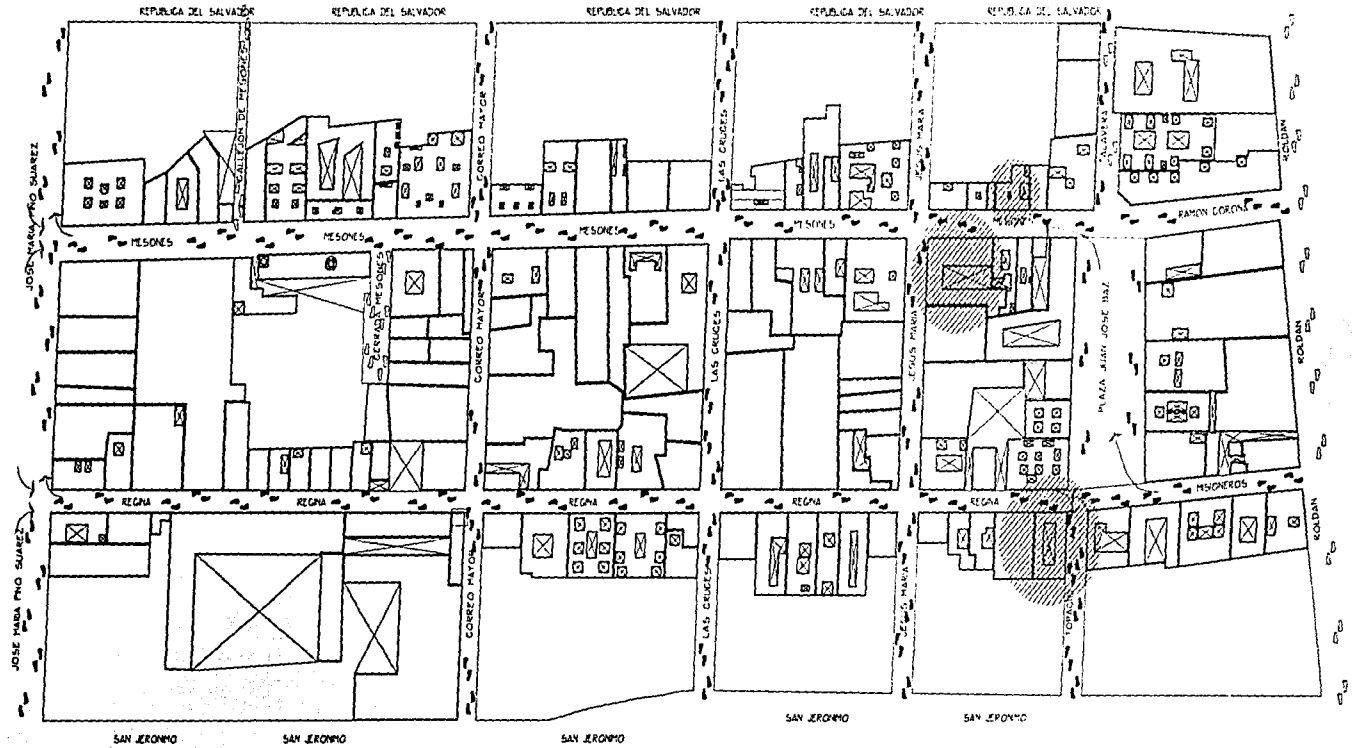 REPUBLICA DEL SALVADOR
REPUBLICA DEL SALVADOR
REPUBLICA DEL SALVADOR
REPUBLICA DEL SALVADOR
REPUBLICA DEL SALVADOR
JOSE MARIA PINO SUAREZ
CALLEJON DE MESONES
CORREO MAYOR
LAS CRUCES
JESUS MARIA
TALAVERA
ROLDAN
MESONES
MESONES
MESONES
MESONES
RAMON CORONA
CERRADA MESONES
CORREO MAYOR
LAS CRUCES
JESUS MARIA
PLAZA JUAN JOSE BAZ
ROLDAN
REGINA
REGINA
REGINA
REGINA
REGINA
MISIONEROS
JOSE MARIA PINO SUAREZ
CORREO MAYOR
LAS CRUCES
JESUS MARIA
ROLDAN
SAN JERONIMO
SAN JERONIMO
SAN JERONIMO
SAN JERONIMO
SAN JERONIMO